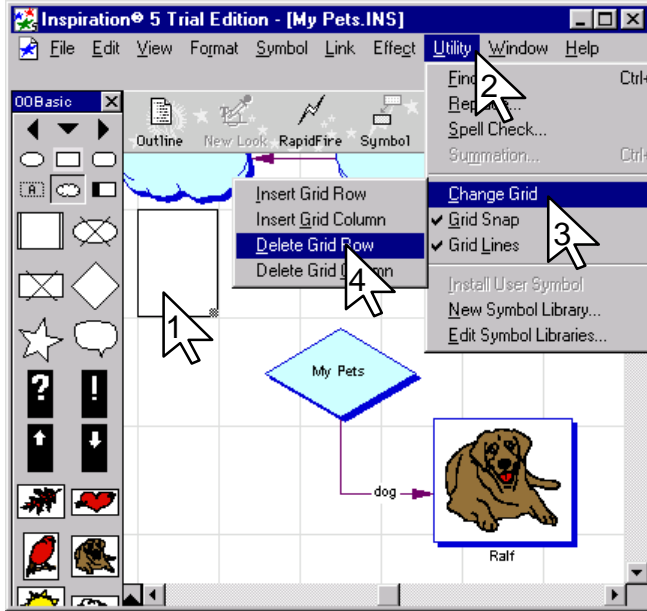 Inspiration® 5 Trial Edition - [My Pets.INS]
File Edit View Format Symbol Link Effect Utility Window Help
00Basic
Outline New Look RapidFire Symbol
2
Spell Check...
Summation... Ctrl+
Change Grid
Grid Snap
Grid Lines
3
Install User Symbol
New Symbol Library...
Edit Symbol Libraries...
Insert Grid Row
Insert Grid Column
Delete Grid Row
Delete Grid
4
1
A
?
!
My Pets
dog
Ralf